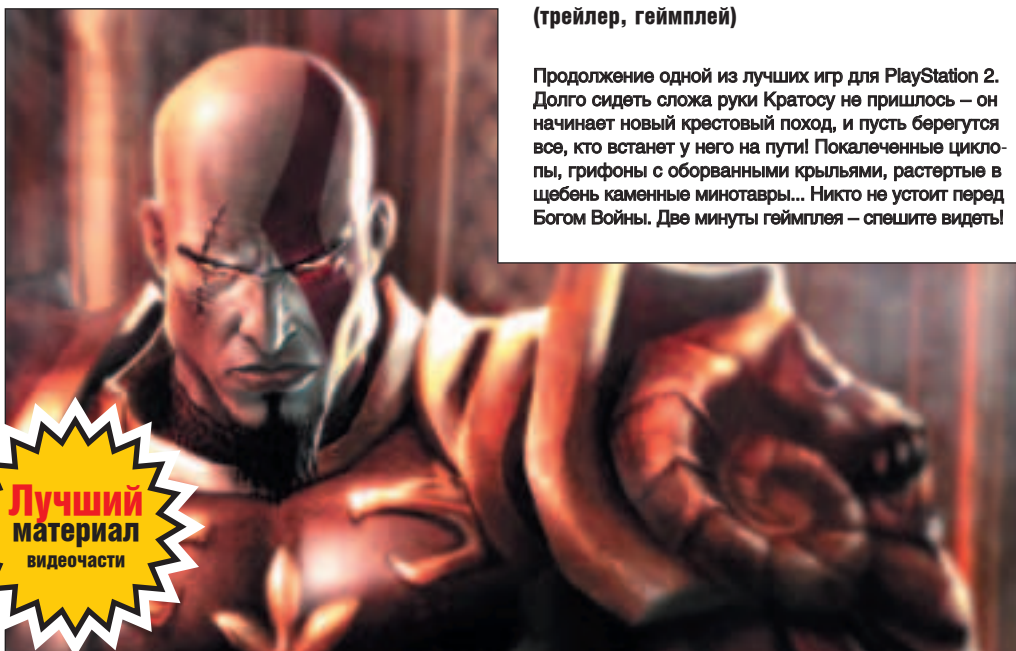 (трейлер, геймплей)
Продолжение одной из лучших игр для PlayStation 2.
Долго сидеть сложа руки Кратосу не пришлось – он
начинает новый крестовый поход, и пусть берегутся
все, кто встанет у него на пути! Покалеченные цикло-
пы, грифоны с оборванными крыльями, растертые в
щебень каменные минотавры... Никто не устоит перед
Богом Войны. Две минуты геймплея – спешите видеть!
Лучший
материал
видеочасти